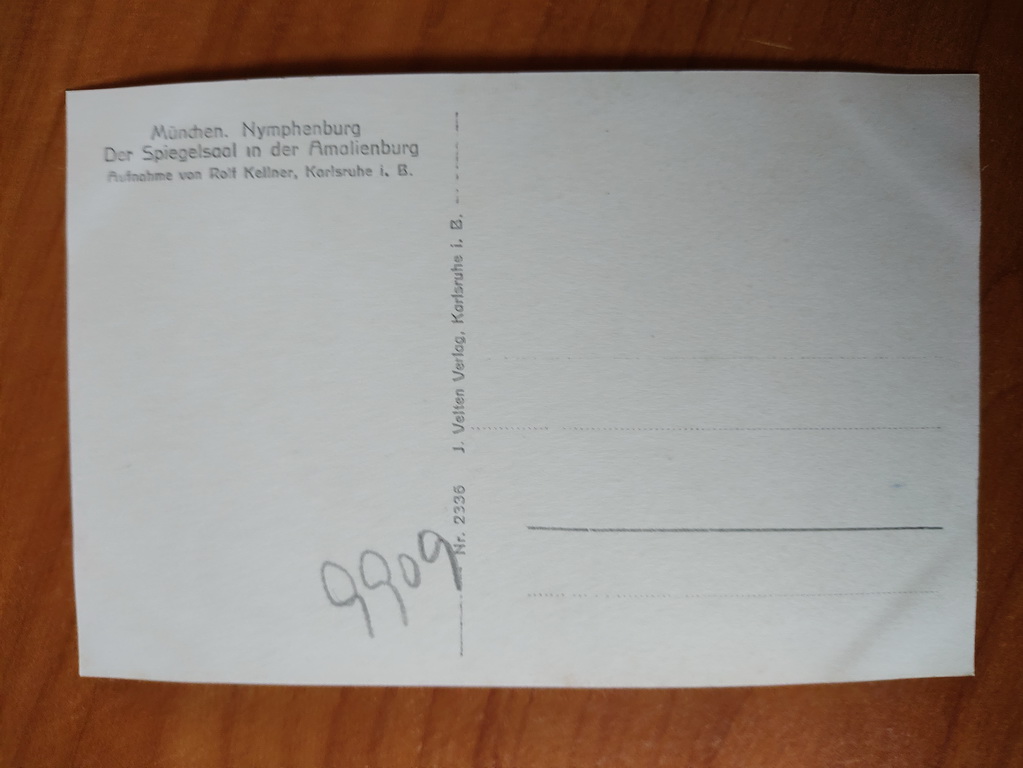 München. Nymphenburg
Der Spiegelsaal in der Amalienburg
Aufnahme von Rolf Kellner, Karlsruhe i. B.
Nr. 2336 J. Velten Verlag, Karlsruhe i. B.
9909